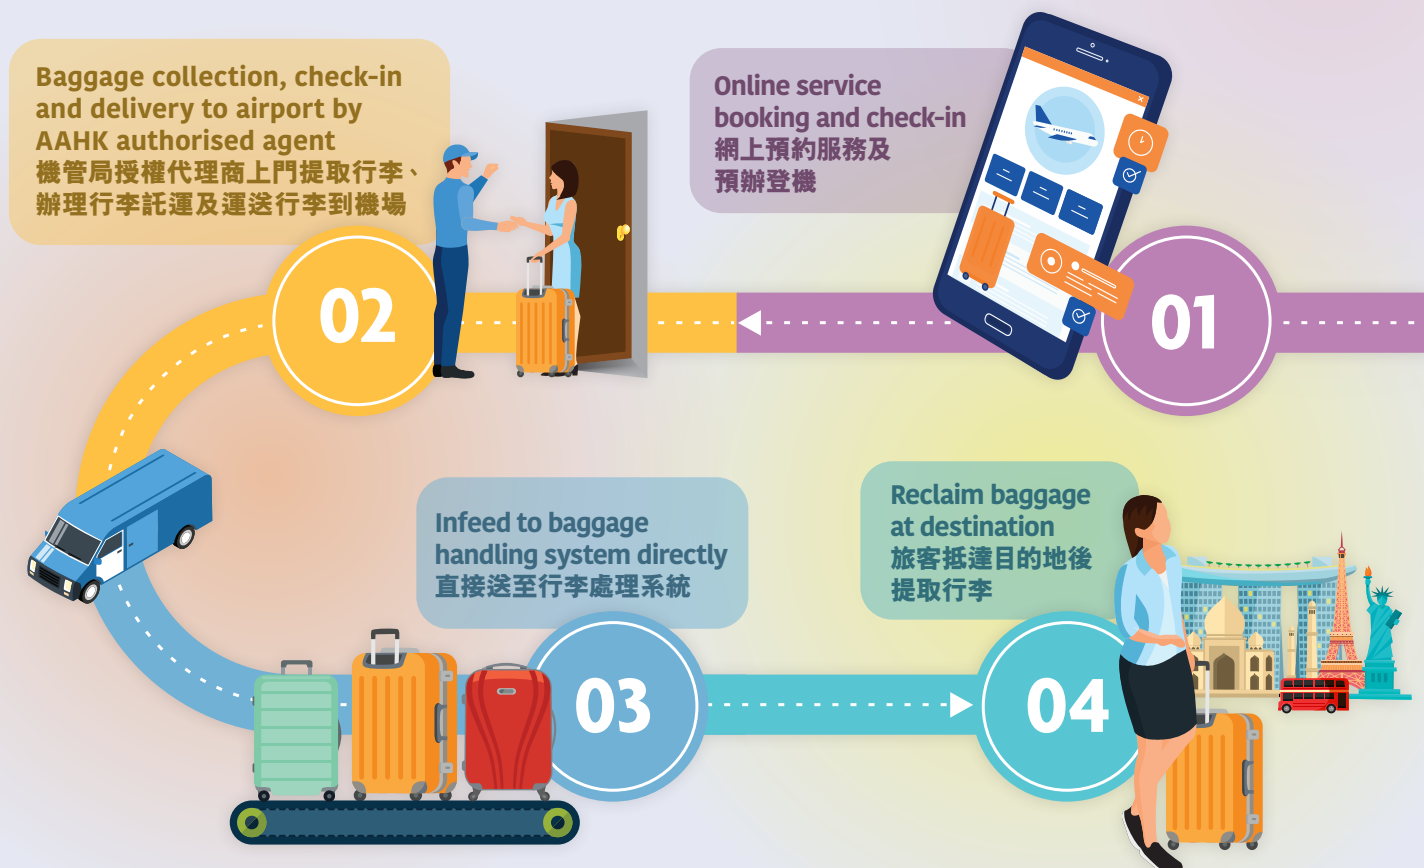 01
Online service
booking and check-in
網上預約服務及
預辦登機
02
Baggage collection, check-in
and delivery to airport by
AAHK authorised agent
機管局授權代理商上門提取行李、
辦理行李託運及運送行李到機場
03
Infeed to baggage
handling system directly
直接送至行李處理系統
04
Reclaim baggage
at destination
旅客抵達目的地後
提取行李